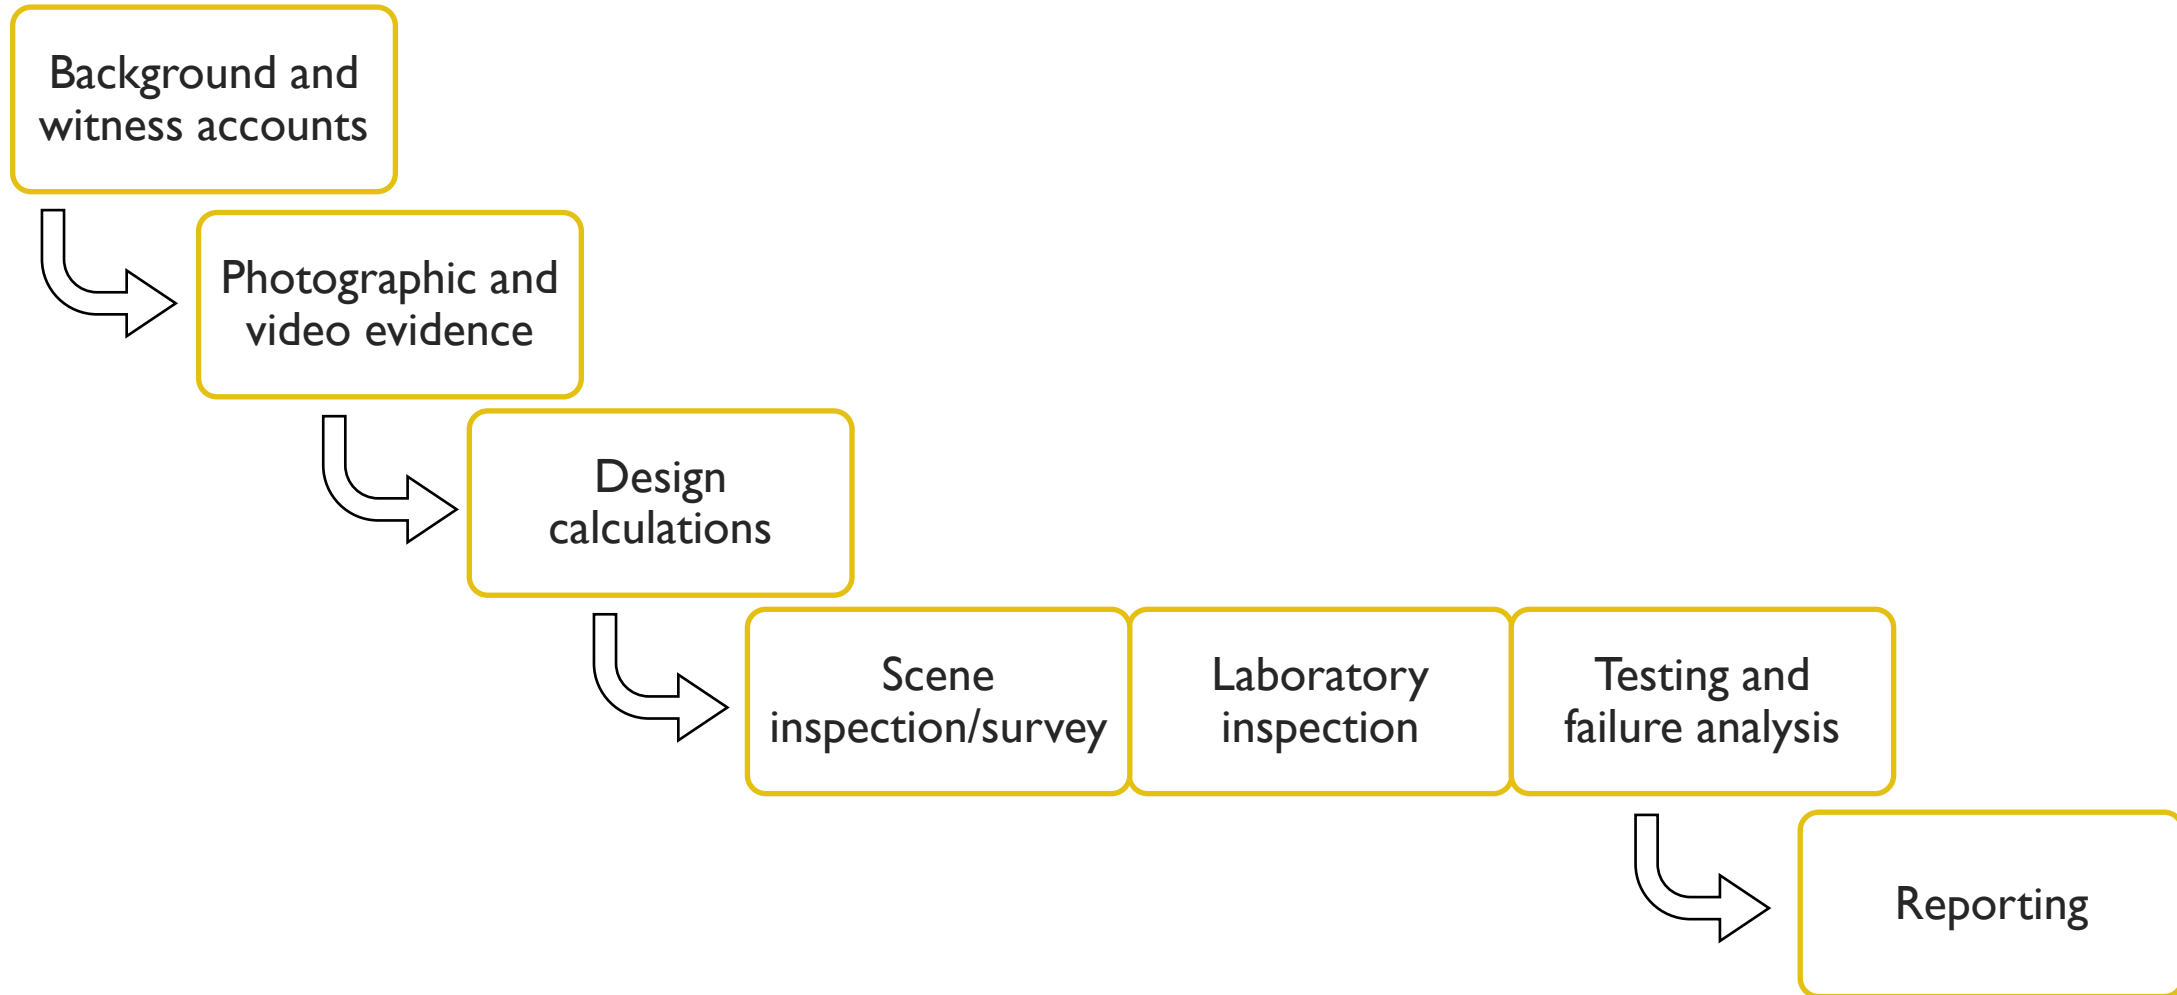 Background and
witness accounts
Photographic and
video evidence
Design
calculations
Scene
inspection/survey
Laboratory
inspection
Testing and
failure analysis
Reporting